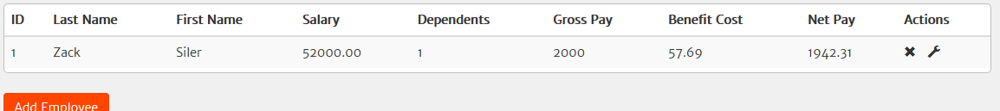 ID Last Name First Name Salary Dependents Gross Pay Benefit Cost Net Pay Actions
1 Zack Siler 52000.00 1 2000 57.69 1942.31
Add Employee